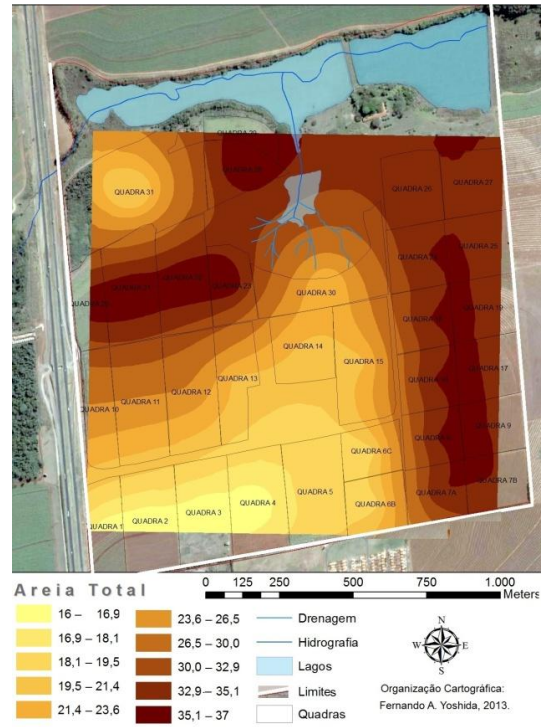 QUADRA 31
QUADRA 26
QUADRA 27
QUADRA 30
QUADRA 14
QUADRA 15
QUADRA 13
QUADRA 12
QUADRA 11
QUADRA 10
QUADRA 17
QUADRA 9
QUADRA 6C
QUADRA 1
QUADRA 2
QUADRA 3
QUADRA 4
QUADRA 5
QUADRA 6B
QUADRA 7A
QUADRA 7B
Areia Total
0 125 250 500 750 1.000
Meters
16 – 16,9
16,9 – 18,1
18,1 – 19,5
19,5 – 21,4
21,4 – 23,6
23,6 – 26,5
26,5 – 30,0
30,0 – 32,9
32,9 – 35,1
35,1 – 37
Drenagem
Hidrografia
Lagos
Limites
Quadras
N
W E
S
Organização Cartográfica:
Fernando A. Yoshida, 2013.